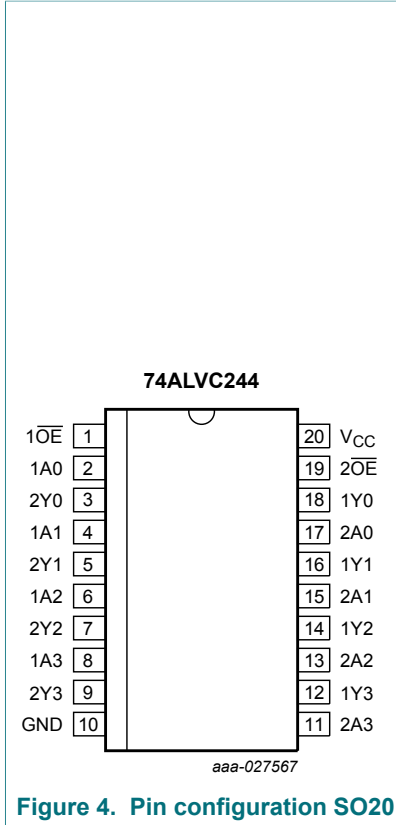 74ALVC244
1O̅E̅ 1 20 VCC
1A0 2 19 2O̅E̅
2Y0 3 18 1Y0
1A1 4 17 2A0
2Y1 5 16 1Y1
1A2 6 15 2A1
2Y2 7 14 1Y2
1A3 8 13 2A2
2Y3 9 12 1Y3
GND 10 11 2A3
aaa-027567
Figure 4. Pin configuration SO20